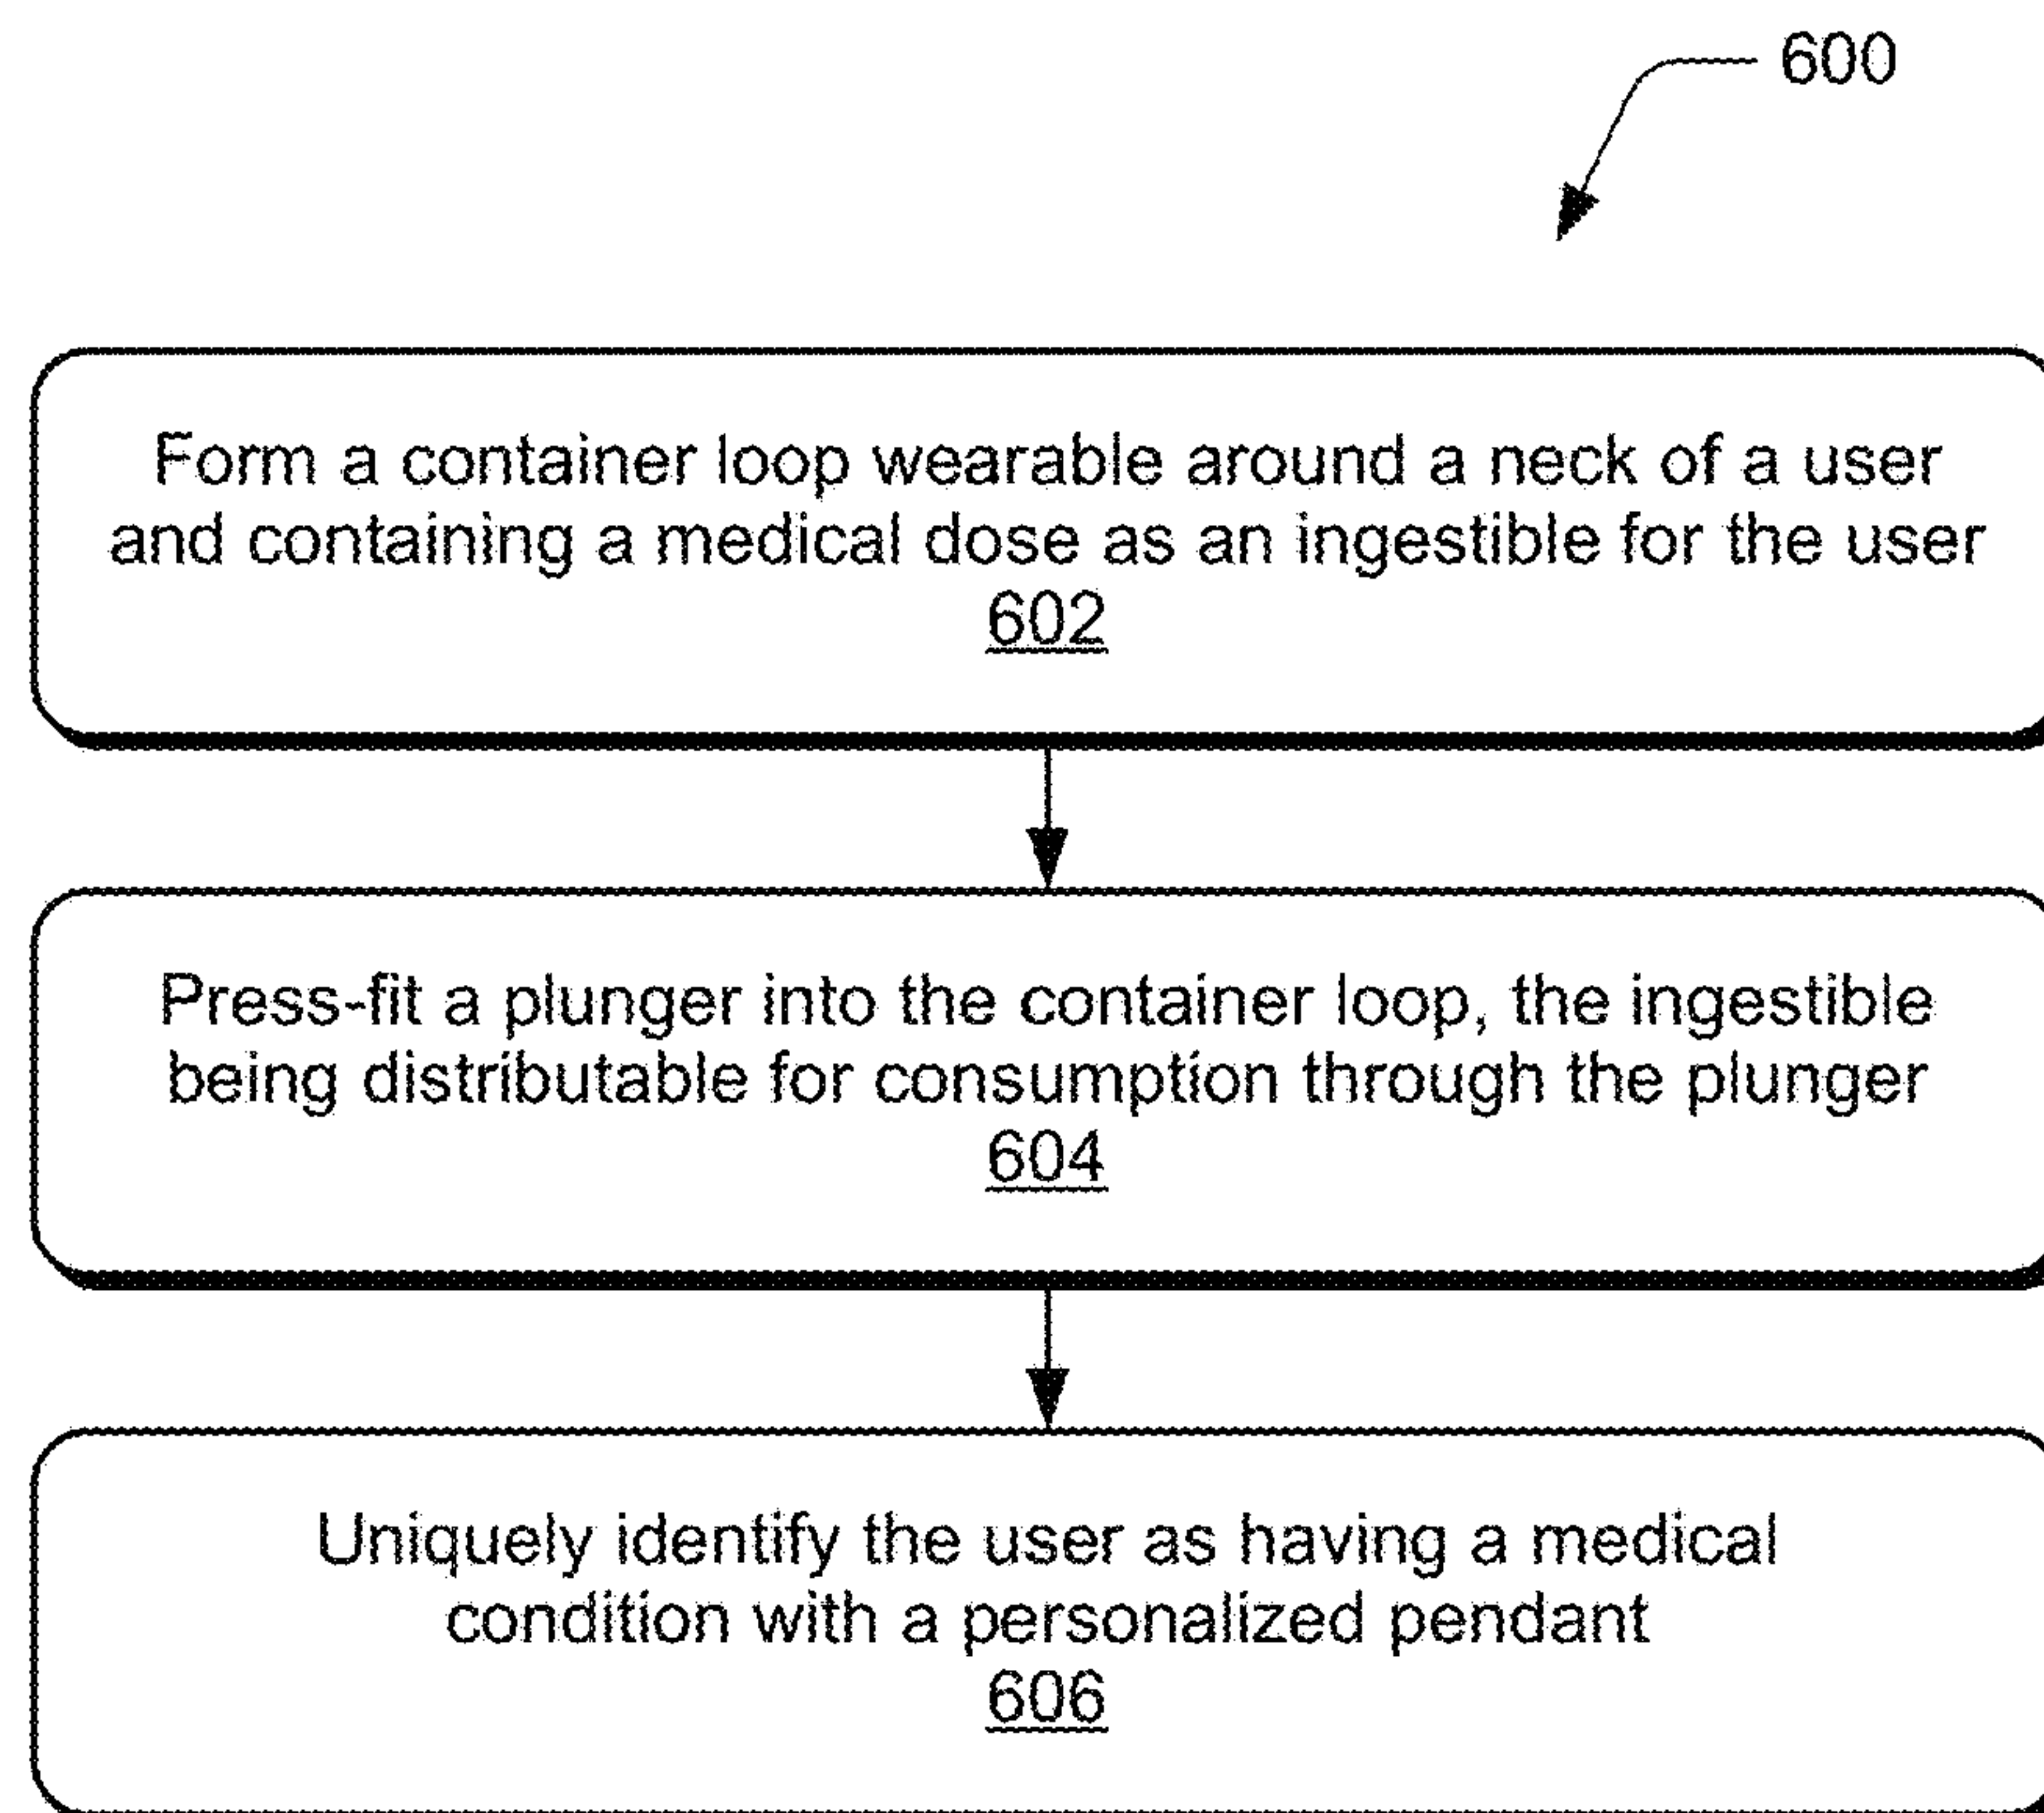 600
Form a container loop wearable around a neck of a user
and containing a medical dose as an ingestible for the user
602
Press-fit a plunger into the container loop, the ingestible
being distributable for consumption through the plunger
604
Uniquely identify the user as having a medical
condition with a personalized pendant
606